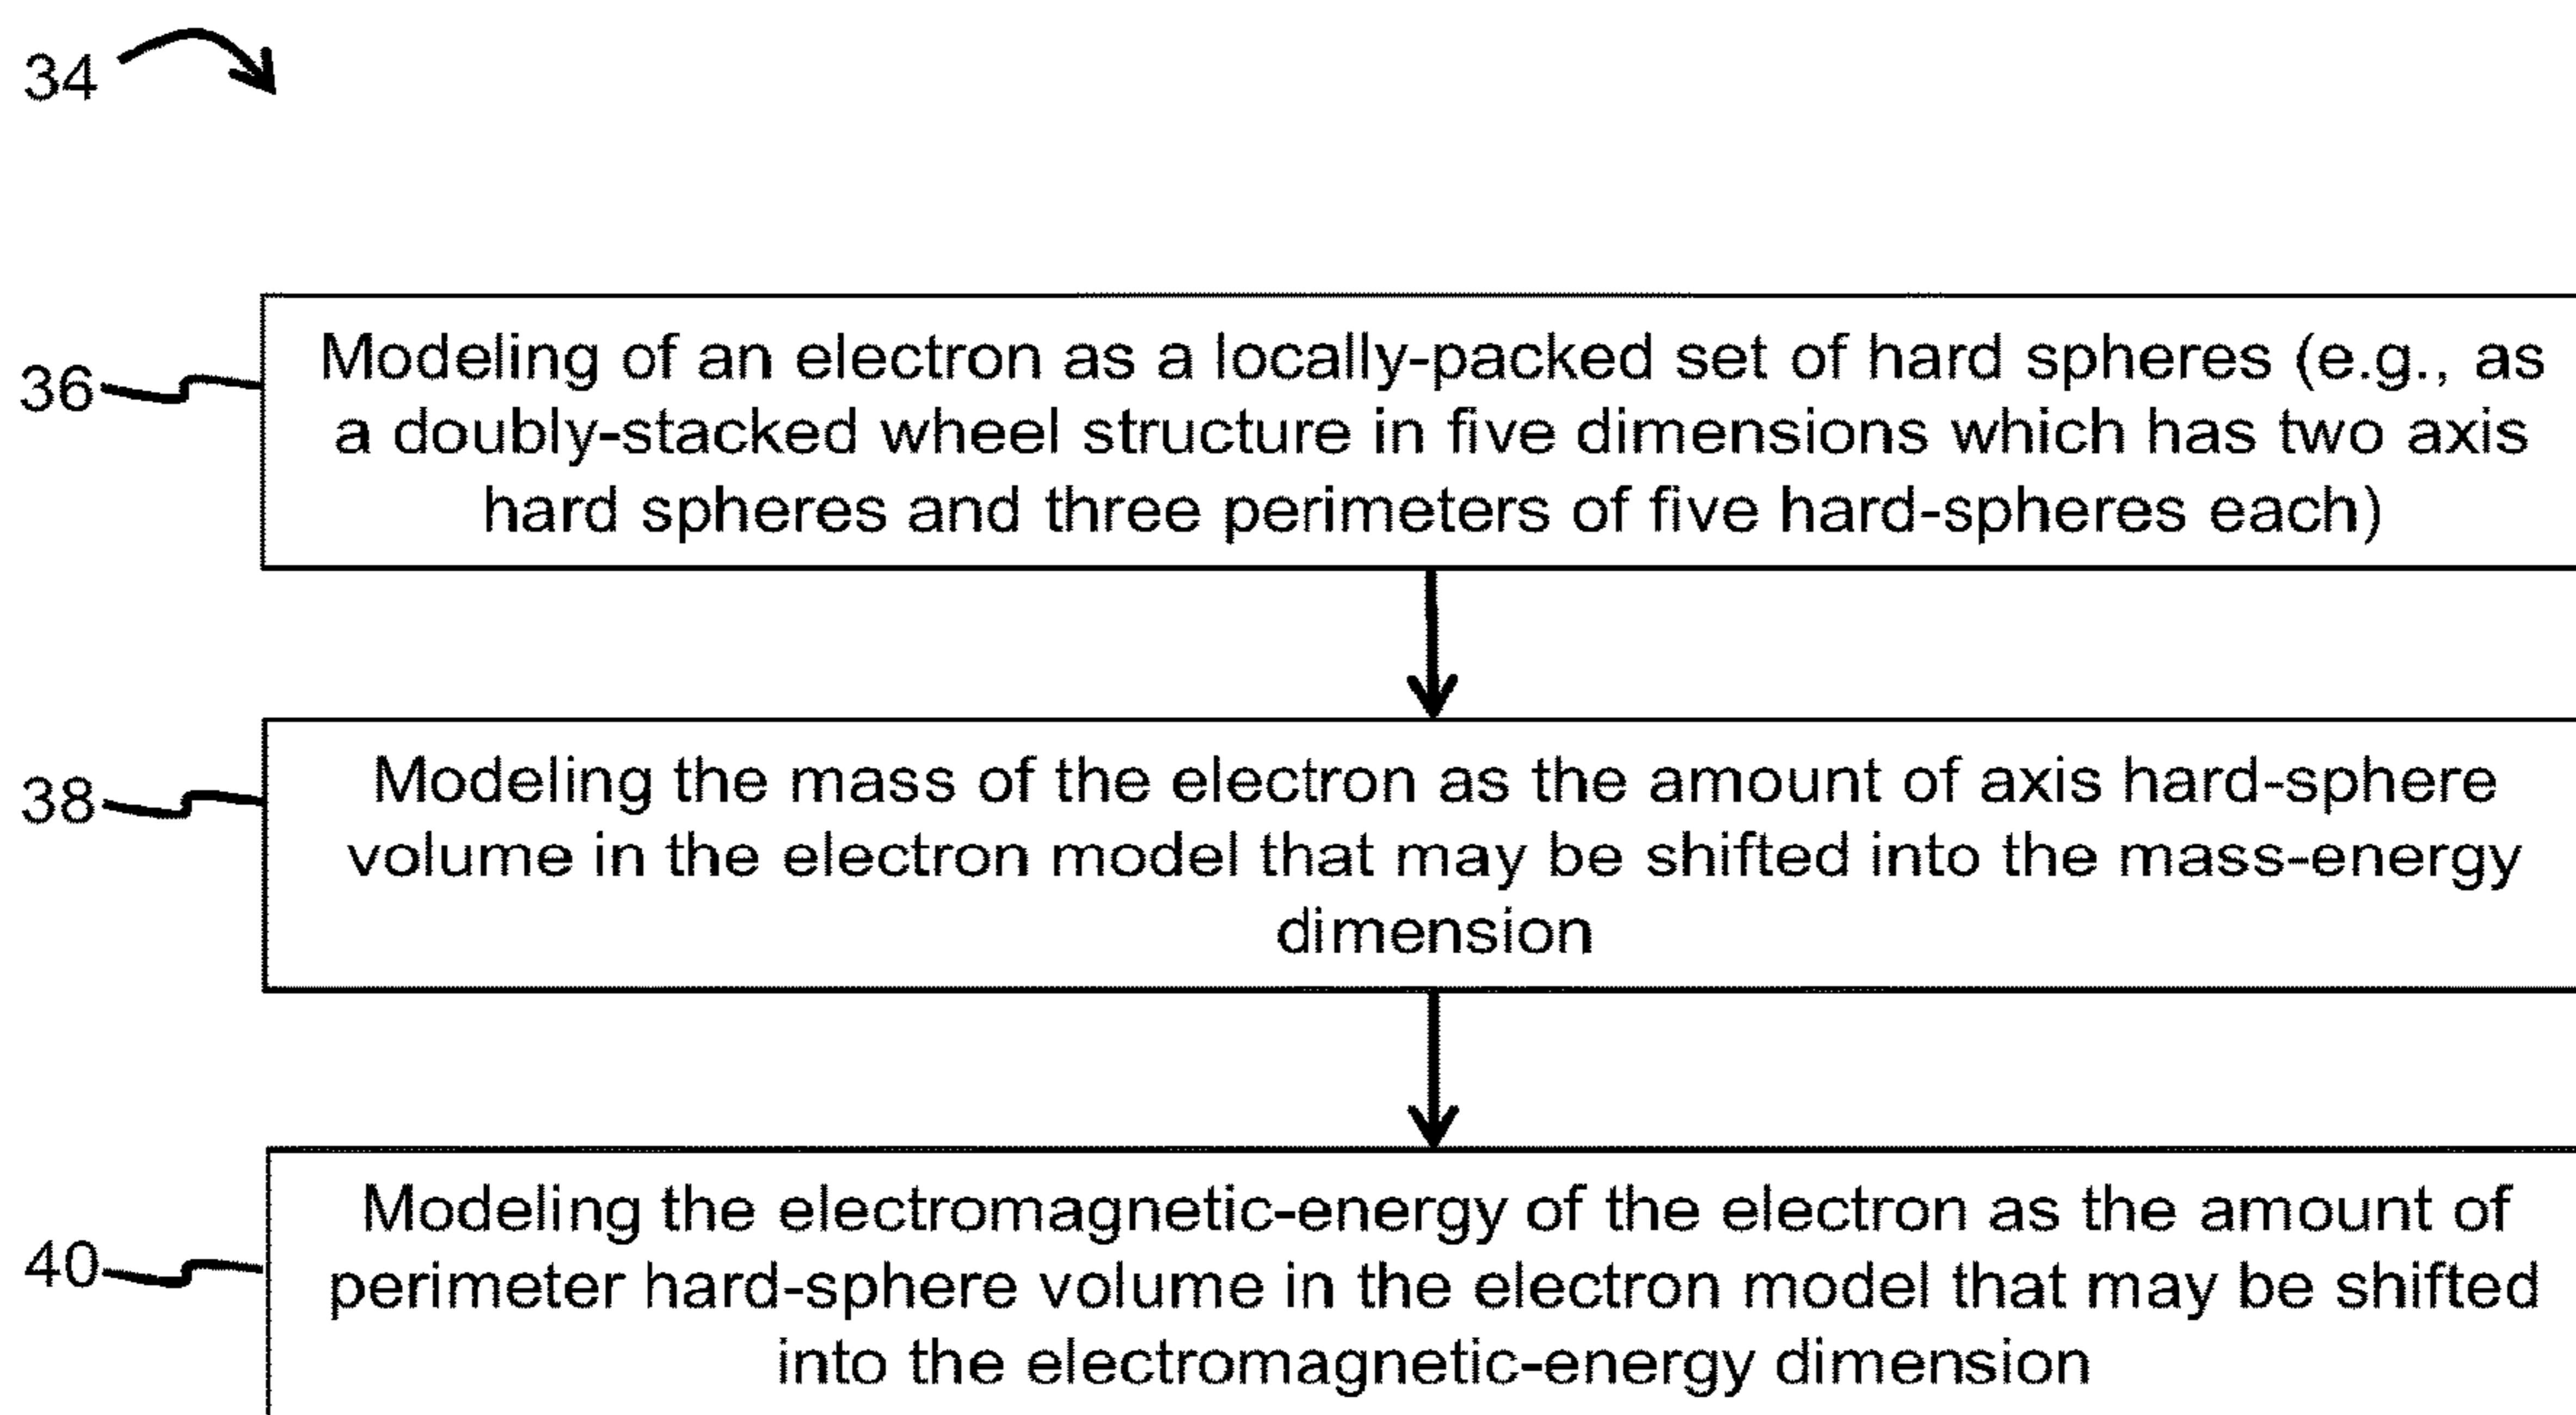 34
36
Modeling of an electron as a locally-packed set of hard spheres (e.g., as
a doubly-stacked wheel structure in five dimensions which has two axis
hard spheres and three perimeters of five hard-spheres each)
38
Modeling the mass of the electron as the amount of axis hard-sphere
volume in the electron model that may be shifted into the mass-energy
dimension
40
Modeling the electromagnetic-energy of the electron as the amount of
perimeter hard-sphere volume in the electron model that may be shifted
into the electromagnetic-energy dimension